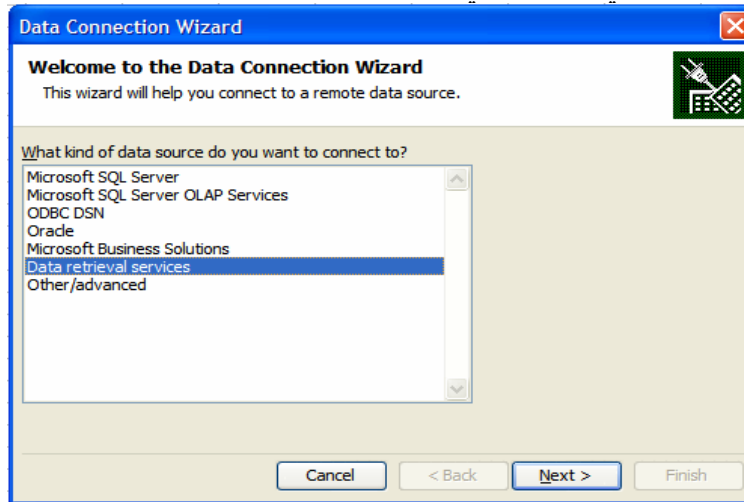 Data Connection Wizard
Welcome to the Data Connection Wizard
This wizard will help you connect to a remote data source.
What kind of data source do you want to connect to?
Microsoft SQL Server
Microsoft SQL Server OLAP Services
ODBC DSN
Oracle
Microsoft Business Solutions
Data retrieval services
Other/advanced
Cancel
< Back
Next >
Finish